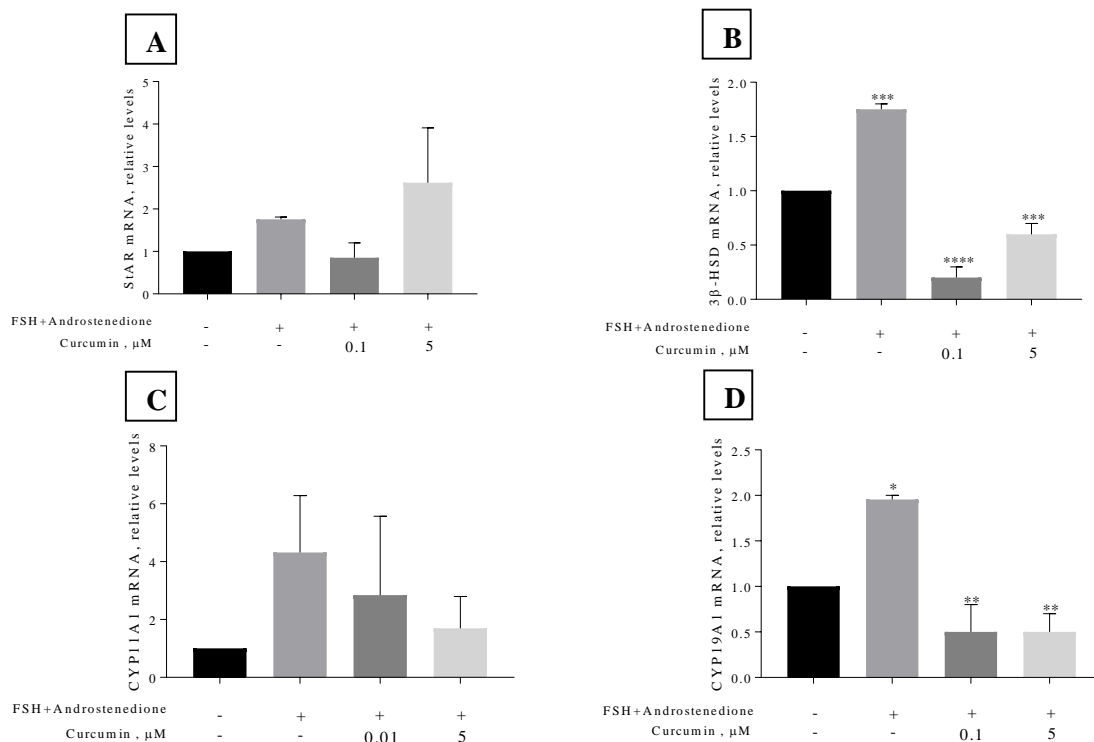 A
StAR mRNA, relative levels
5
4
3
2
1
0
FSH+Androstenedione - + + +
Curcumin , µM - - 0.1 5
B
3β-HSD mRNA, relative levels
2.0
1.5
1.0
0.5
0.0
***
****
***
FSH+Androstenedione - + + +
Curcumin , µM - - 0.1 5
C
CYP11A1 mRNA, relative levels
8
6
4
2
0
FSH+Androstenedione - + + +
Curcumin , µM - - 0.01 5
D
CYP19A1 mRNA, relative levels
2.5
2.0
1.5
1.0
0.5
0.0
*
**
**
FSH+Androstenedione - + + +
Curcumin , µM - - 0.1 5